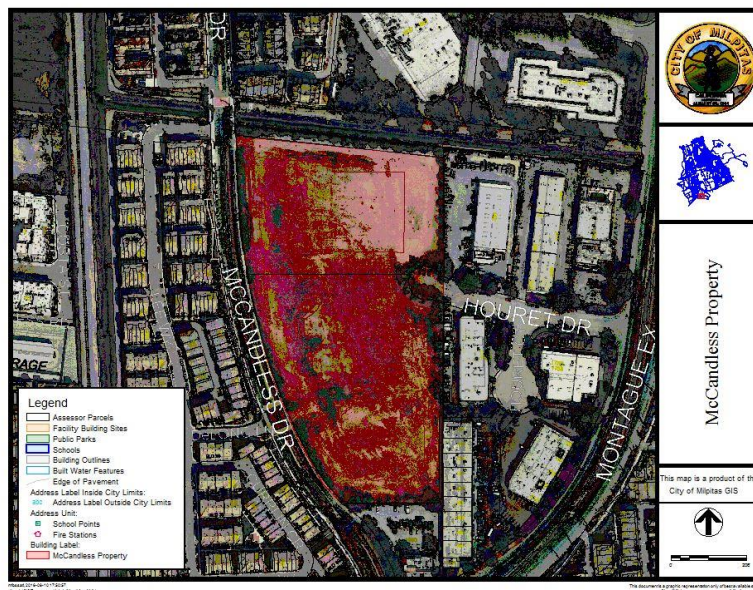 DR
MCCANDLESS DR
HOURET DR
MONTAGUE EX
RAGE
Legend
Assessor Parcels
Facility Building Sites
Public Parks
Schools
Building Outlines
Built Water Features
Edge of Pavement
Address Label Inside City Limits:
Address Label Outside City Limits
Address Unit:
School Points
Fire Stations
Building Label:
McCandless Property
CITY OF MILPITAS
McCandless Property
This map is a product of the
City of Milpitas GIS
0